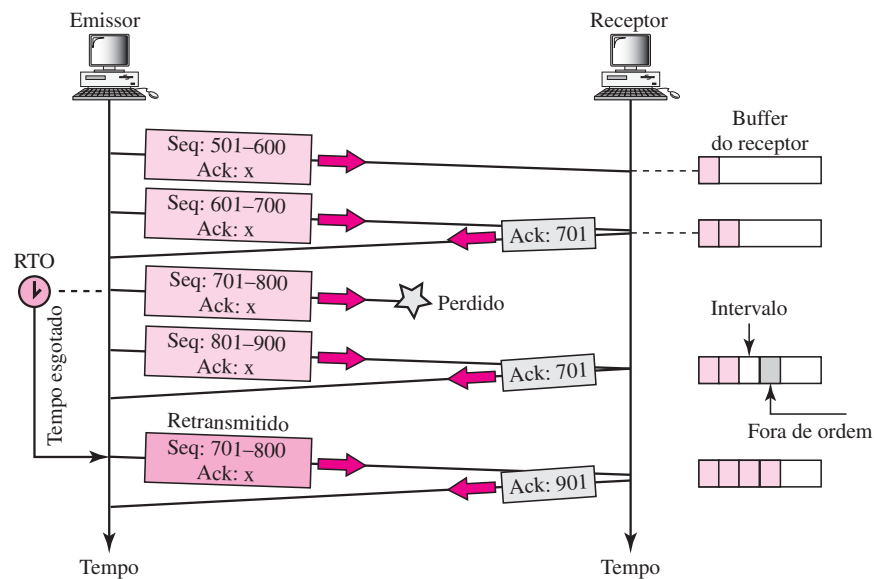 Emissor
Receptor
Buffer
do receptor
Seq: 501–600
Ack: x
Seq: 601–700
Ack: x
Ack: 701
RTO
Tempo esgotado
Seq: 701–800
Ack: x
Perdido
Intervalo
Seq: 801–900
Ack: x
Ack: 701
Fora de ordem
Retransmitido
Seq: 701–800
Ack: x
Ack: 901
Tempo
Tempo